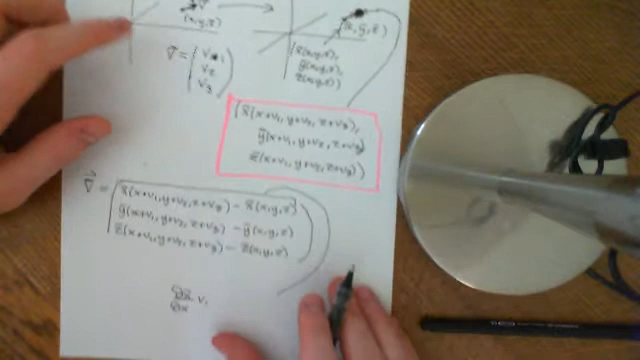 (x,y,z)
(x̃,ỹ,z̃)
(x̃(x,y,z),
ỹ(x,y,z),
z̃(x,y,z))
v⃗ = (v₁
v₂
v₃)
(x̃(x+v₁, y+v₂, z+v₃),
ỹ(x+v₁, y+v₂, z+v₃)
z̃(x+v₁, y+v₂, z+v₃))
x̃(x+v₁,y+v₂,z+v₃) - x̃(x,y,z)
ỹ(x+v₁,y+v₂,z+v₃) - ỹ(x,y,z)
z̃(x+v₁,y+v₂,z+v₃) - z̃(x,y,z)
∂x̃/∂x v₁